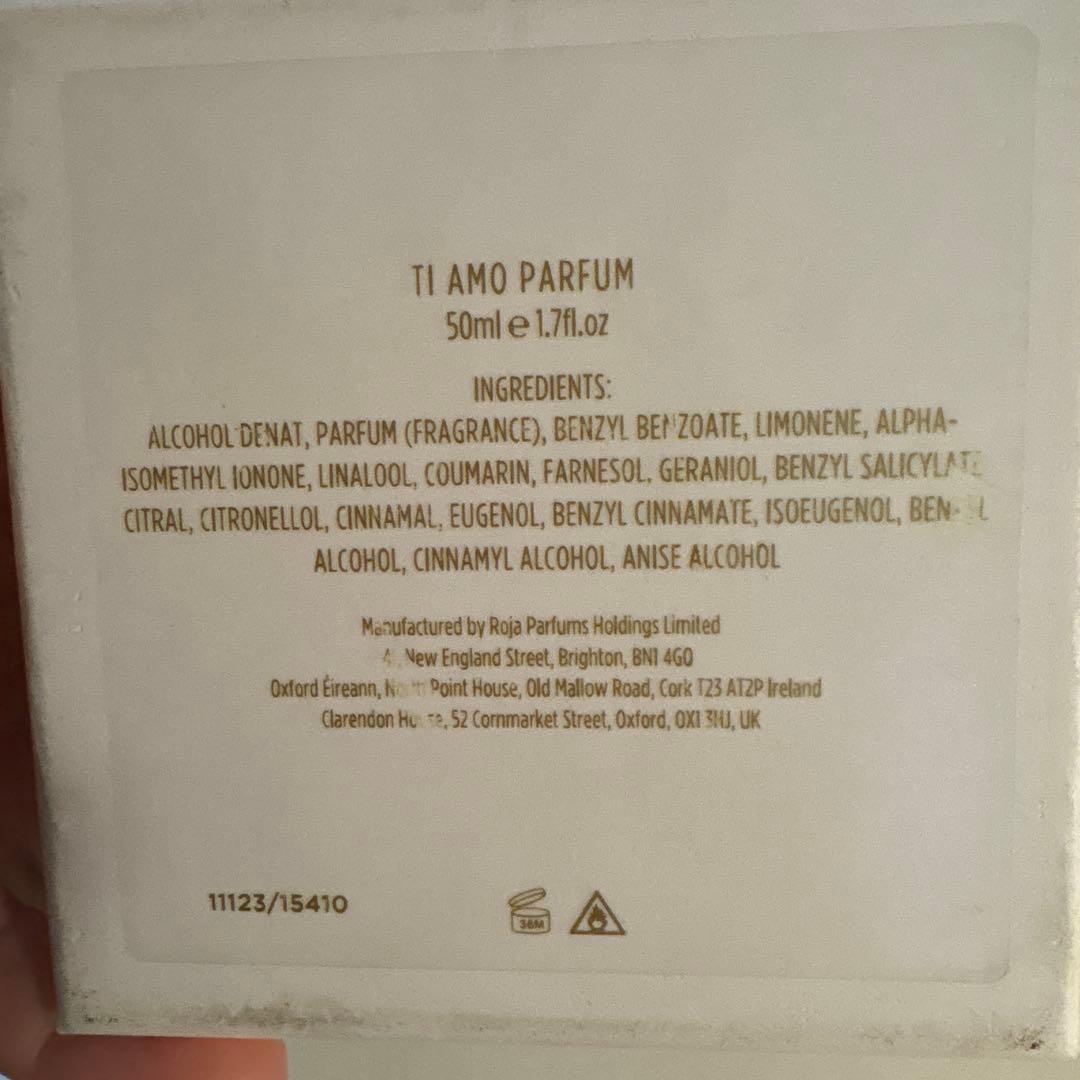 TI AMO PARFUM
50ml e 1.7fl.oz
INGREDIENTS:
ALCOHOL DENAT, PARFUM (FRAGRANCE), BENZYL BENZOATE, LIMONENE, ALPHA-
ISOMETHYL IONONE, LINALOOL, COUMARIN, FARNESOL, GERANIOL, BENZYL SALICYLATE
CITRAL, CITRONELLOL, CINNAMAL, EUGENOL, BENZYL CINNAMATE, ISOEUGENOL,
ALCOHOL, CINNAMYL ALCOHOL, ANISE ALCOHOL
Manufactured by Roja Parfums Holdings Limited
New England Street, Brighton, BN1 4GQ
Oxford Éireann, Point House, Old Mallow Road, Cork T23 AT2P Ireland
Clarendon House, 52 Cornmarket Street, Oxford, OX1 3HJ, UK
11123/15410
36M